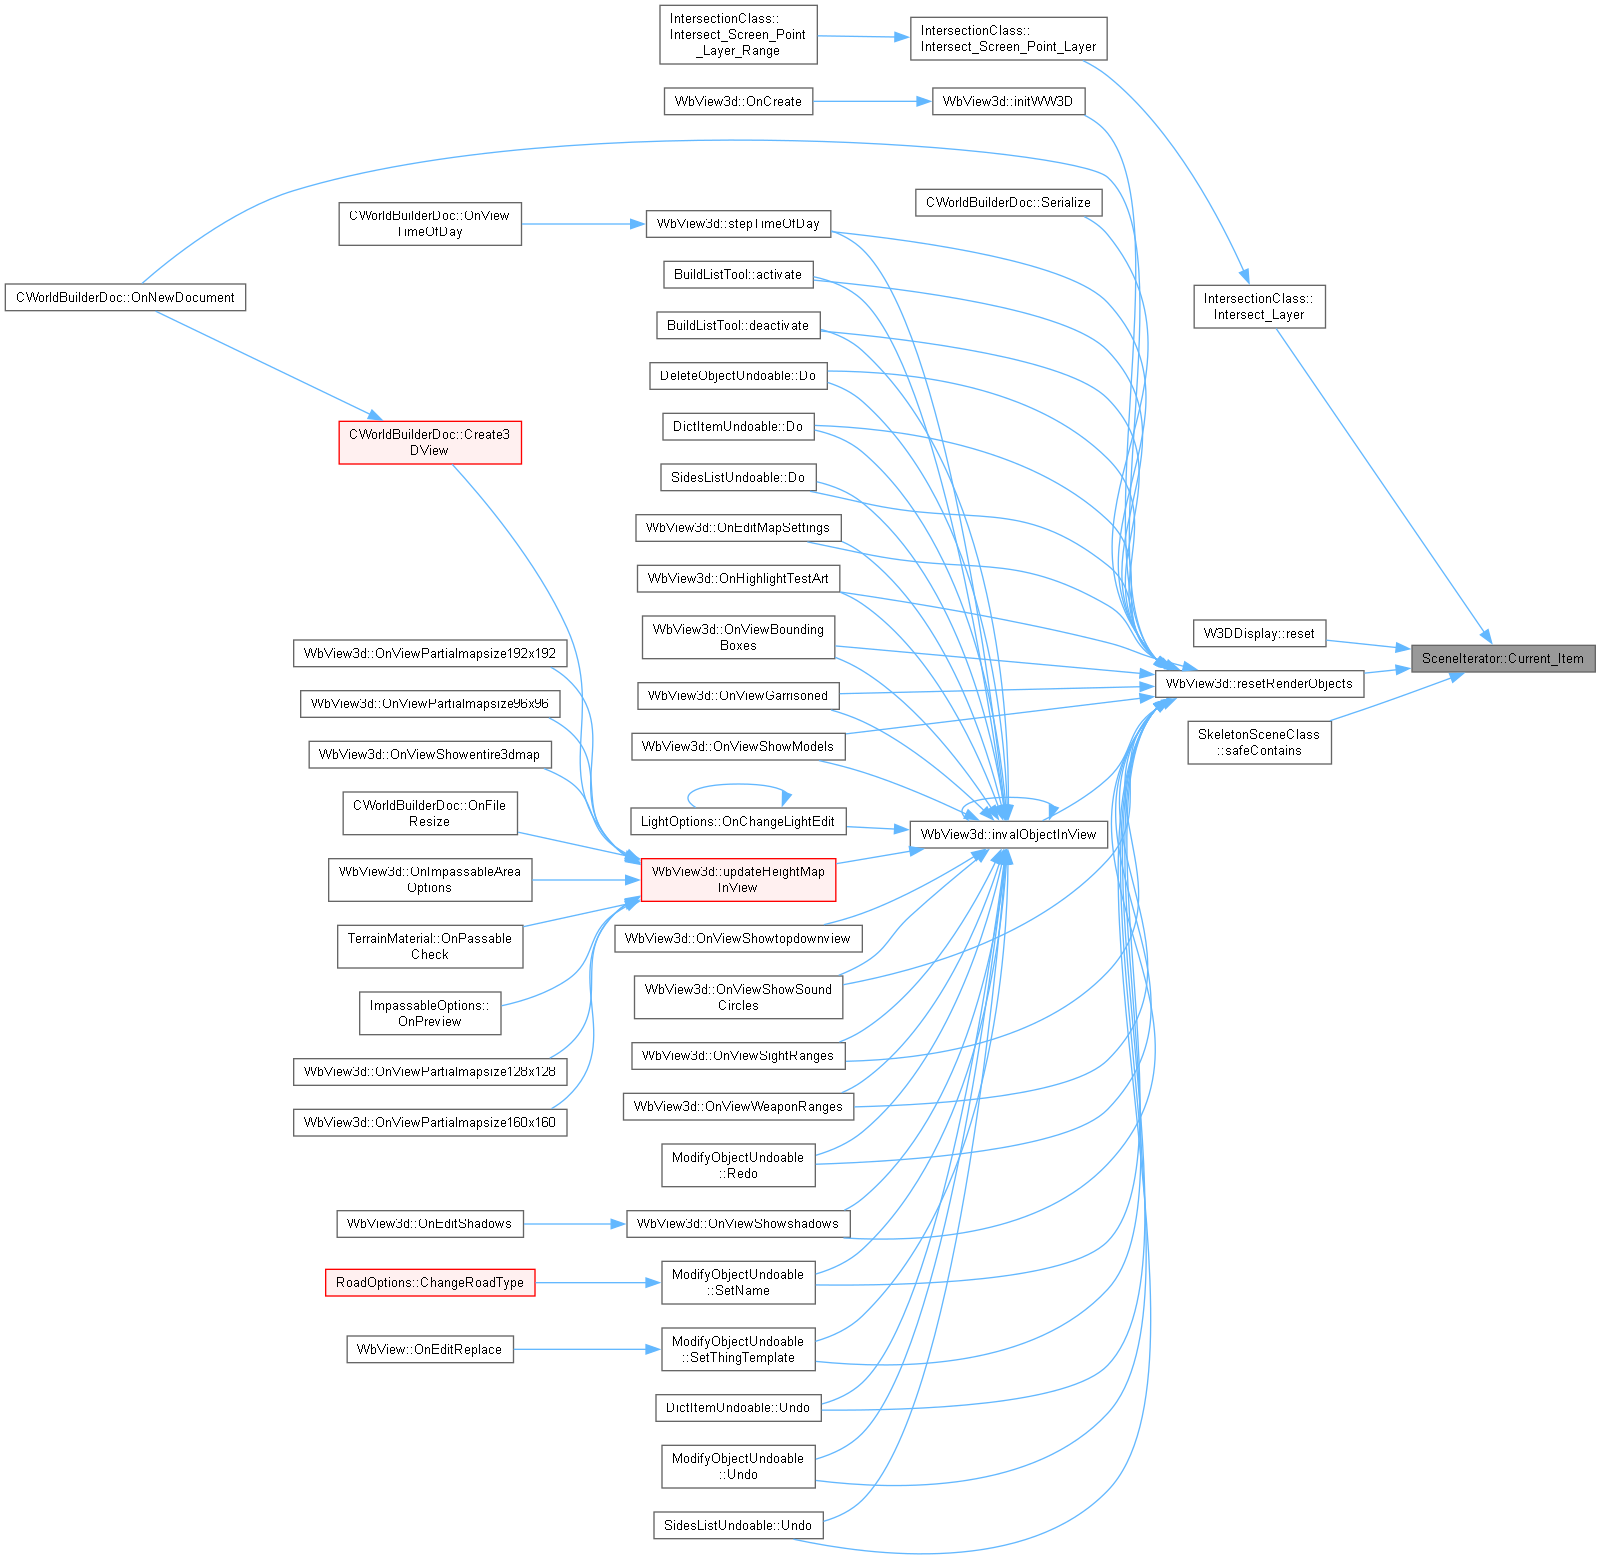 IntersectionClass::
Intersect_Screen_Point
_Layer_Range
IntersectionClass::
Intersect_Screen_Point_Layer
WbView3d::OnCreate
WbView3d::initWW3D
CWorldBuilderDoc::Serialize
CWorldBuilderDoc::OnView
TimeOfDay
WbView3d::stepTimeOfDay
BuildListTool::activate
CWorldBuilderDoc::OnNewDocument
IntersectionClass::
Intersect_Layer
BuildListTool::deactivate
DeleteObjectUndoable::Do
DictItemUndoable::Do
CWorldBuilderDoc::Create3
DView
SidesListUndoable::Do
WbView3d::OnEditMapSettings
WbView3d::OnHighlightTestArt
WbView3d::OnViewBounding
Boxes
W3DDisplay::reset
WbView3d::OnViewPartialmapsize192x192
SceneIterator::Current_Item
WbView3d::resetRenderObjects
WbView3d::OnViewGarrisoned
WbView3d::OnViewPartialmapsize96x96
SkeletonSceneClass
::safeContains
WbView3d::OnViewShowModels
WbView3d::OnViewShowentire3dmap
CWorldBuilderDoc::OnFile
Resize
LightOptions::OnChangeLightEdit
WbView3d::invalObjectInView
WbView3d::OnImpassableArea
Options
WbView3d::updateHeightMap
InView
TerrainMaterial::OnPassable
Check
WbView3d::OnViewShowtopdownview
WbView3d::OnViewShowSound
Circles
ImpassableOptions::
OnPreview
WbView3d::OnViewSightRanges
WbView3d::OnViewPartialmapsize128x128
WbView3d::OnViewWeaponRanges
WbView3d::OnViewPartialmapsize160x160
ModifyObjectUndoable
::Redo
WbView3d::OnEditShadows
WbView3d::OnViewShowshadows
RoadOptions::ChangeRoadType
ModifyObjectUndoable
::SetName
WbView::OnEditReplace
ModifyObjectUndoable
::SetThingTemplate
DictItemUndoable::Undo
ModifyObjectUndoable
::Undo
SidesListUndoable::Undo